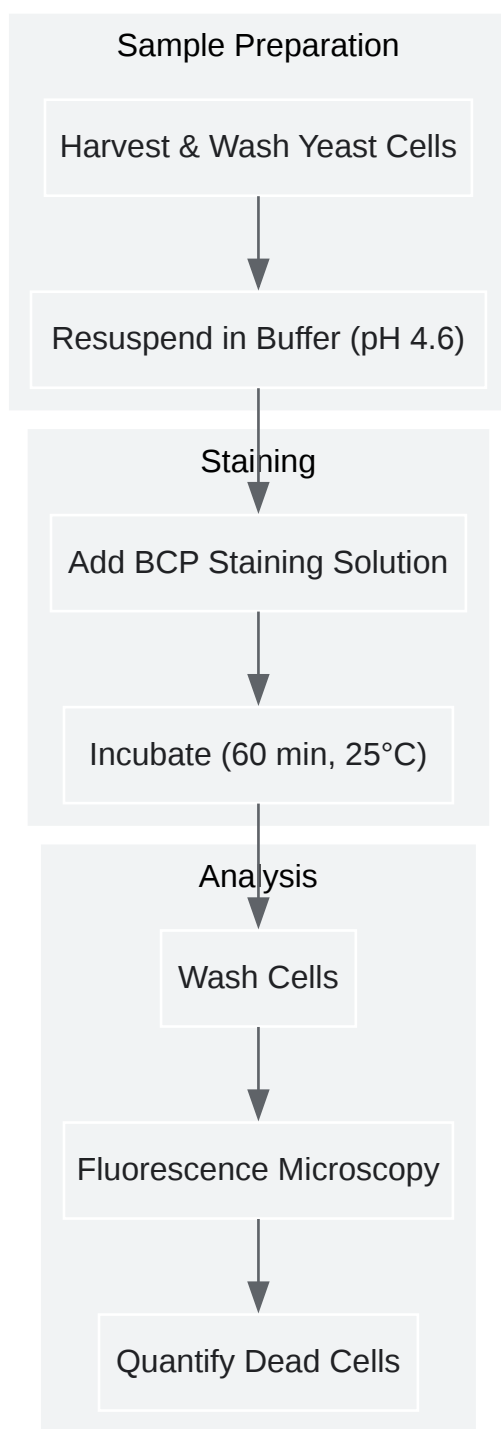 Sample Preparation
Harvest & Wash Yeast Cells
Resuspend in Buffer (pH 4.6)
Staining
Add BCP Staining Solution
Incubate (60 min, 25°C)
Analysis
Wash Cells
Fluorescence Microscopy
Quantify Dead Cells